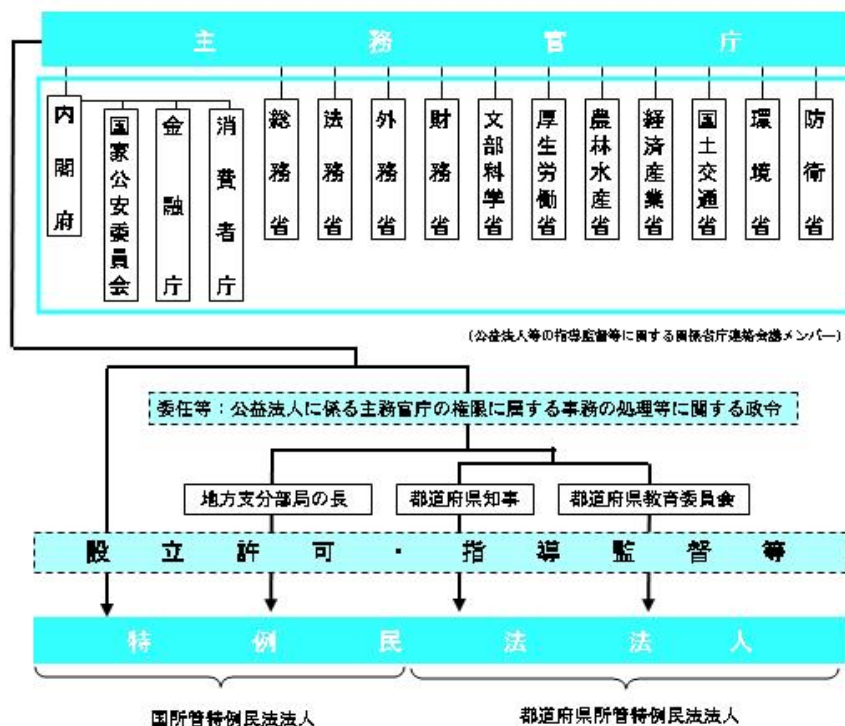 主務官庁
内閣府
国家公安委員会
金融庁
消費者庁
総務省
法務省
外務省
財務省
文部科学省
厚生労働省
農林水産省
経済産業省
国土交通省
環境省
防衛省
(公益法人等の指導監督等に関する関係省庁連絡会議メンバー)
委任等：公益法人に係る主務官庁の権限に属する事務の処理等に関する政令
地方支分部局の長
都道府県知事
都道府県教育委員会
設立許可・指導監督等
特例民法法人
国所管特例民法法人
都道府県所管特例民法法人